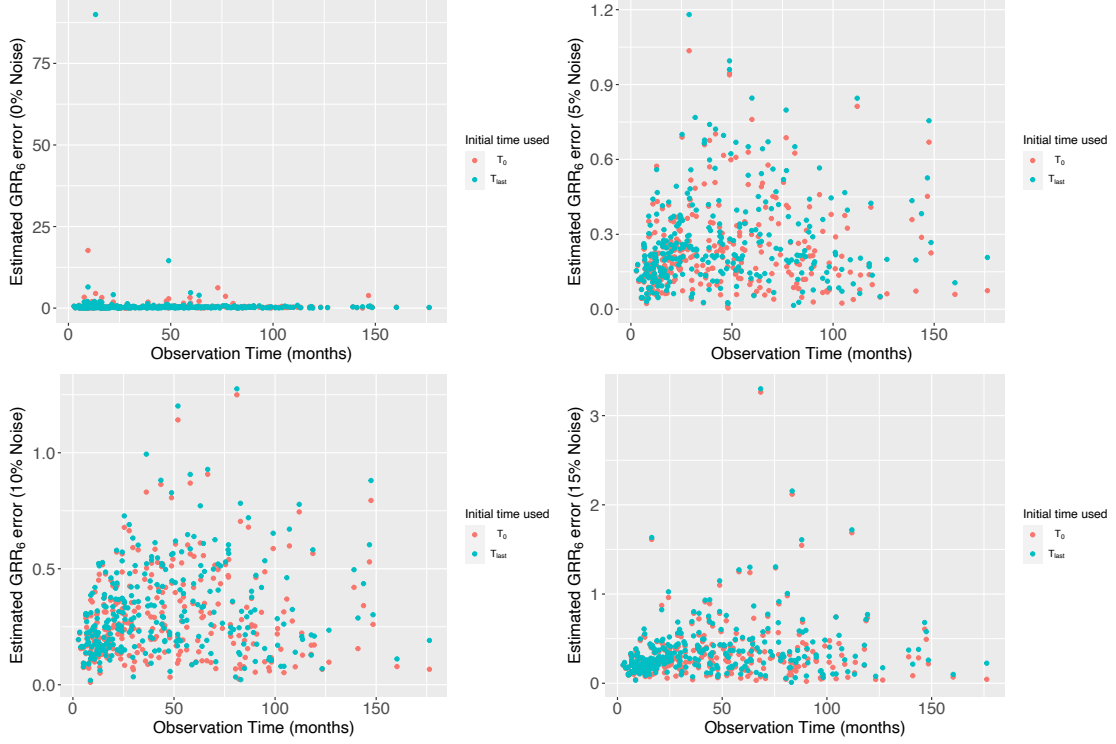 Estimated GRR6 error (0% Noise)
75
50
25
0
0
50
100
150
Observation Time (months)
Initial time used
T0
Tlast
Estimated GRR6 error (5% Noise)
1.2
0.9
0.6
0.3
0.0
0
50
100
150
Observation Time (months)
Initial time used
T0
Tlast
Estimated GRR6 error (10% Noise)
1.0
0.5
0.0
0
50
100
150
Observation Time (months)
Initial time used
T0
Tlast
Estimated GRR6 error (15% Noise)
3
2
1
0
0
50
100
150
Observation Time (months)
Initial time used
T0
Tlast